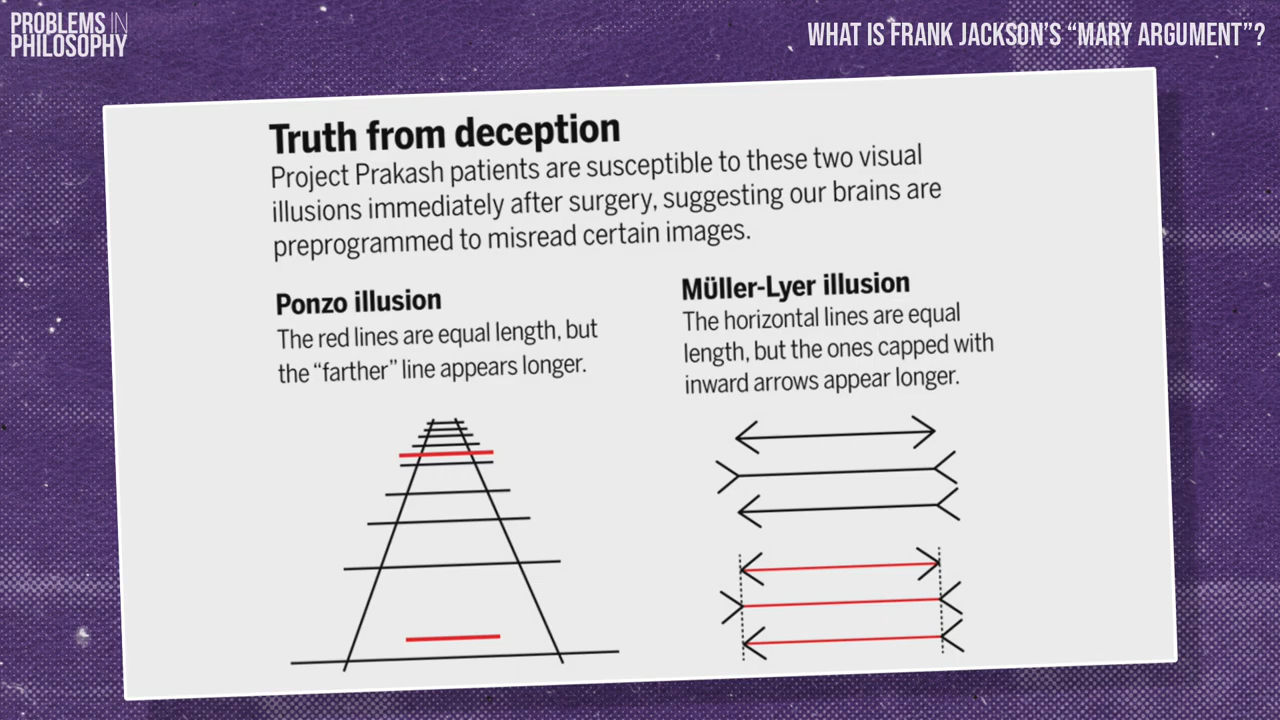 PROBLEMS IN
PHILOSOPHY
WHAT IS FRANK JACKSON'S “MARY ARGUMENT”?
Truth from deception
Project Prakash patients are susceptible to these two visual
illusions immediately after surgery, suggesting our brains are
preprogrammed to misread certain images.
Ponzo illusion
The red lines are equal length, but
the “farther” line appears longer.
Müller-Lyer illusion
The horizontal lines are equal
length, but the ones capped with
inward arrows appear longer.